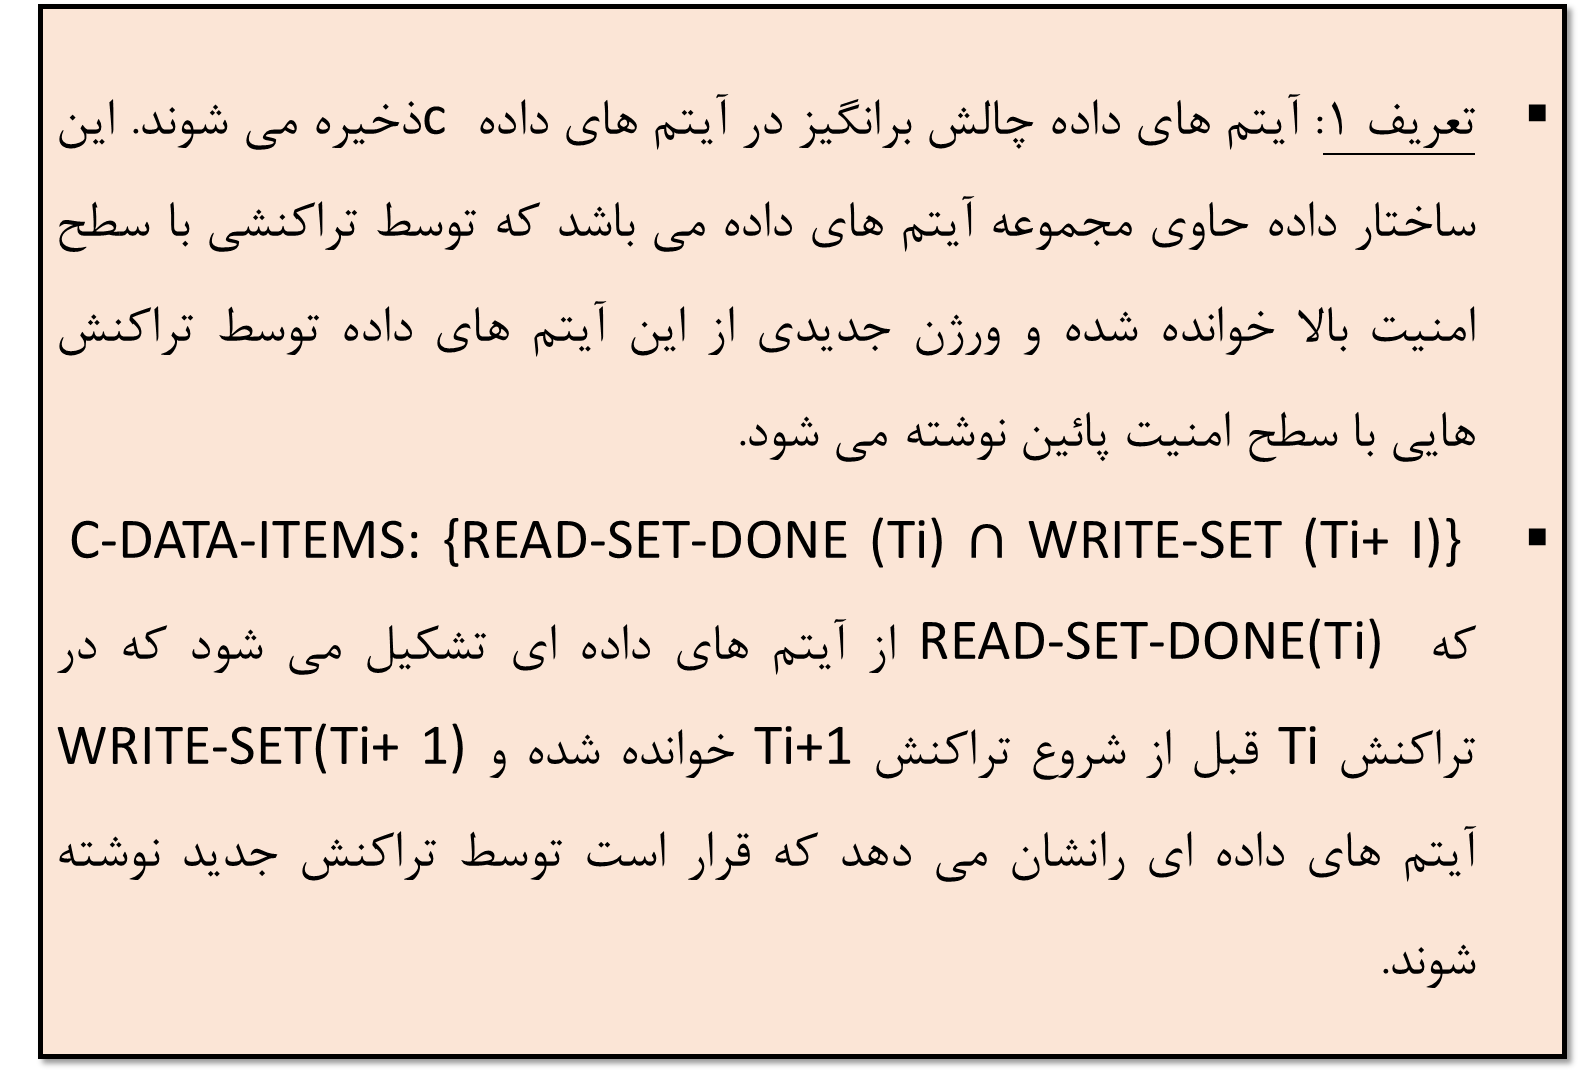 ▪ تعریف ۱: آیتم های داده چالش برانگیز در آیتم های داده cذخیره می شوند. این
ساختار داده حاوی مجموعه آیتم های داده می باشد که توسط تراکنشی با سطح
امنیت بالا خوانده شده و ورژن جدیدی از این آیتم های داده توسط تراکنش
هایی با سطح امنیت پائین نوشته می شود.
▪ C-DATA-ITEMS: {READ-SET-DONE (Ti) ∩ WRITE-SET (Ti+ I)}
که READ-SET-DONE(Ti) از آیتم های داده ای تشکیل می شود که در
تراکنش Ti قبل از شروع تراکنش Ti+1 خوانده شده و WRITE-SET(Ti+ 1)
آیتم های داده ای رانشان می دهد که قرار است توسط تراکنش جدید نوشته
شوند.